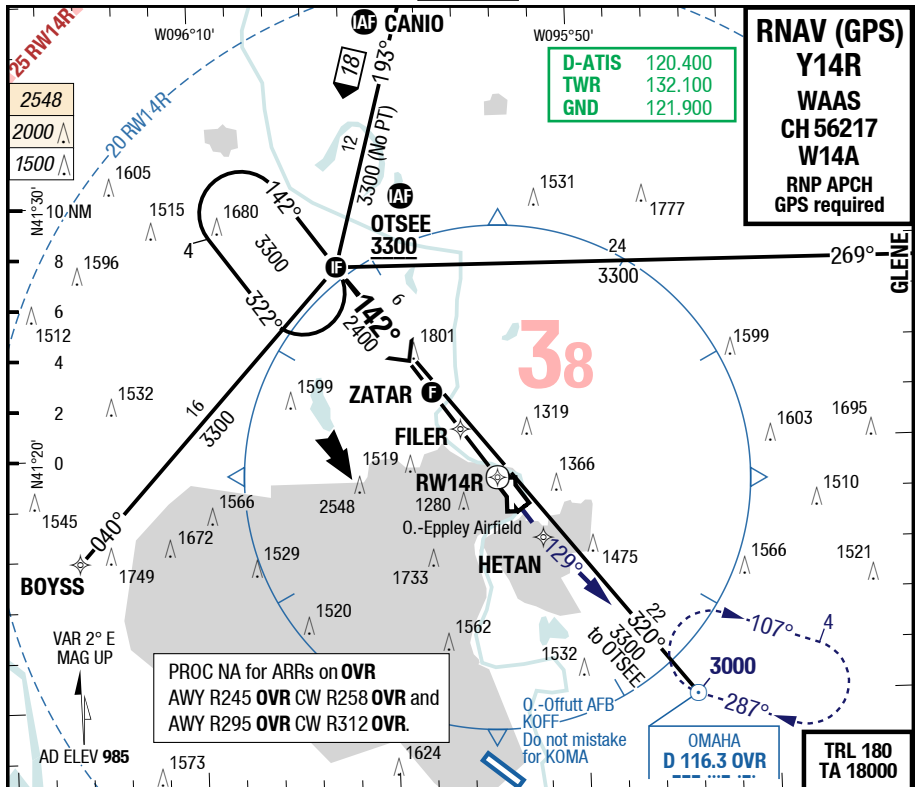 25 RW14R
W096°10'
IAF CANIO
W095°50'
RNAV (GPS)
Y14R
WAAS
CH 56217
W14A
RNP APCH
GPS required
D-ATIS 120.400
TWR 132.100
GND 121.900
2548
2000
1500
20 RW14R
18
193°
12
3300 (No PT)
1605
1515
1680
142°
4
3300
322°
IAF
OTSEE
3300
IF
1531
1777
N41°30'
10 NM
8
6
4
2
0
1596
1512
24
3300
269°
GLENE
6
142°
2400
1801
38
1599
ZATAR
F
1599
1532
16
3300
FILER
1319
1603
1695
N41°20'
1519
RW14R
1366
1510
2548
1280
1545
1566
O.-Eppley Airfield
040°
1672
1529
1733
HETAN
129°
1475
1566
1521
BOYSS
1749
1520
1562
1532
22
3300
to OTSEE
320°
107°
4
3000
287°
VAR 2° E
MAG UP
AD ELEV 985
PROC NA for ARRs on OVR
AWY R245 OVR CW R258 OVR and
AWY R295 OVR CW R312 OVR.
O.-Offutt AFB
KOFF
Do not mistake
for KOMA
OMAHA
D 116.3 OVR
1573
1624
TRL 180
TA 18000